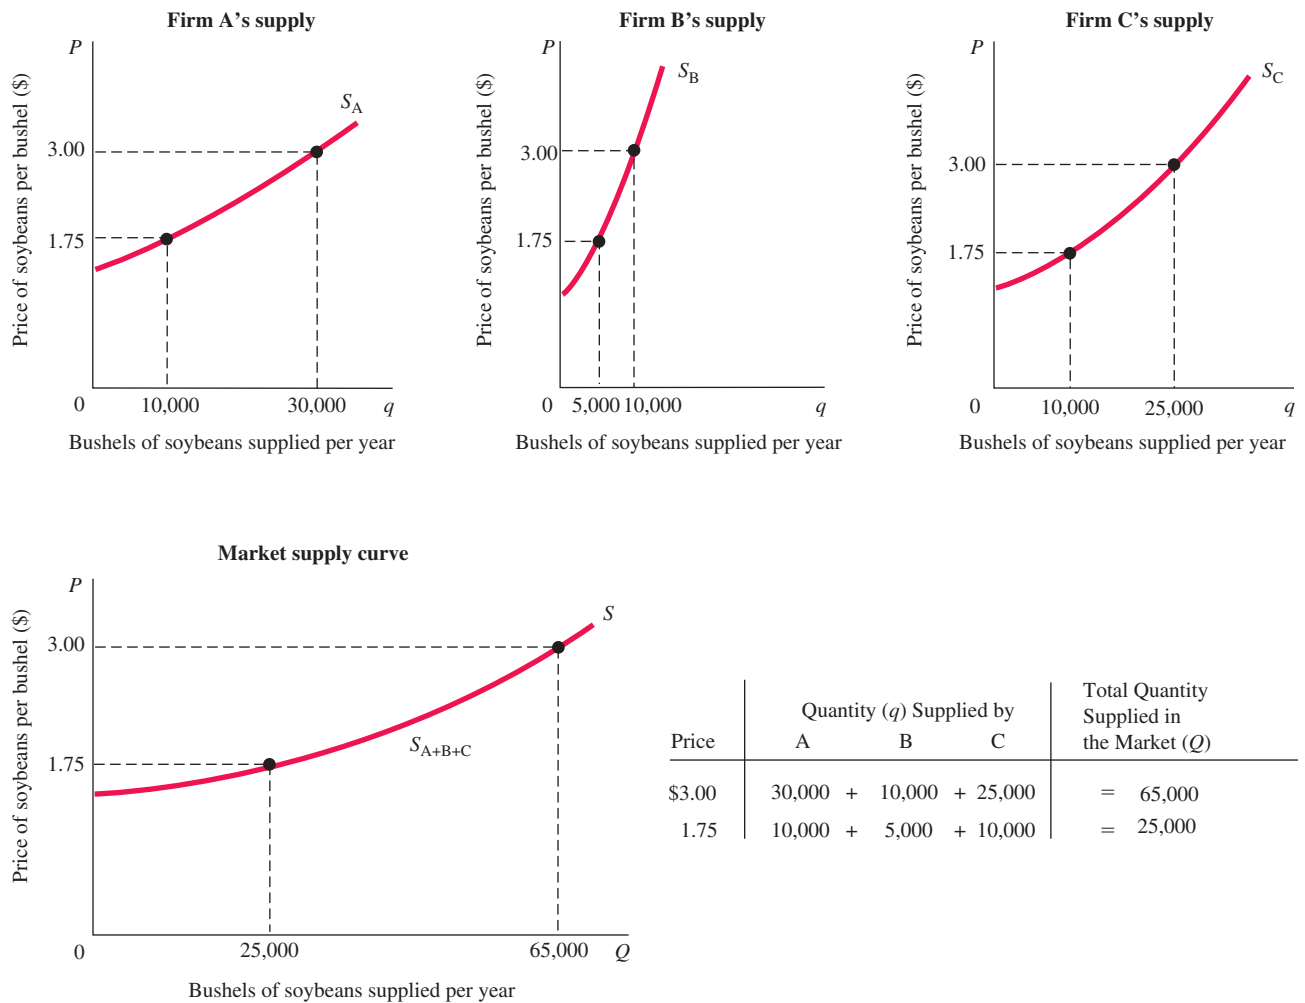 Firm A’s supply
P
Price of soybeans per bushel ($)
S_A
3.00
1.75
0
10,000
30,000
q
Bushels of soybeans supplied per year
Firm B’s supply
P
Price of soybeans per bushel ($)
S_B
3.00
1.75
0
5,000
10,000
q
Bushels of soybeans supplied per year
Firm C’s supply
P
Price of soybeans per bushel ($)
S_C
3.00
1.75
0
10,000
25,000
q
Bushels of soybeans supplied per year
Market supply curve
P
Price of soybeans per bushel ($)
S
3.00
S_A+B+C
1.75
0
25,000
65,000
Q
Bushels of soybeans supplied per year
Total Quantity
Quantity (q) Supplied by Supplied in
Price A B C the Market (Q)
$3.00 30,000 + 10,000 + 25,000 = 65,000
1.75 10,000 + 5,000 + 10,000 = 25,000